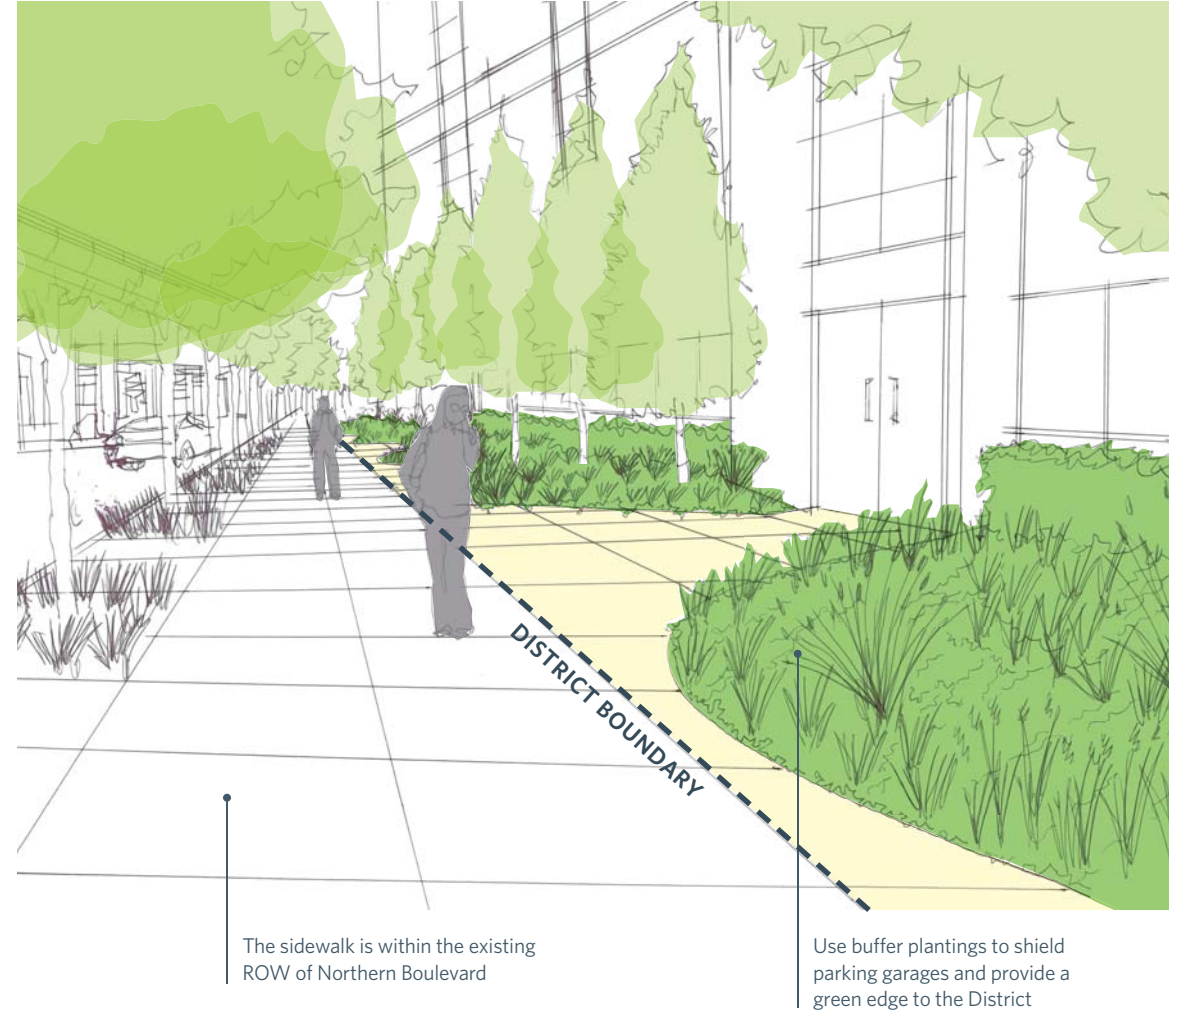 DISTRICT BOUNDARY
The sidewalk is within the existing
ROW of Northern Boulevard
Use buffer plantings to shield
parking garages and provide a
green edge to the District